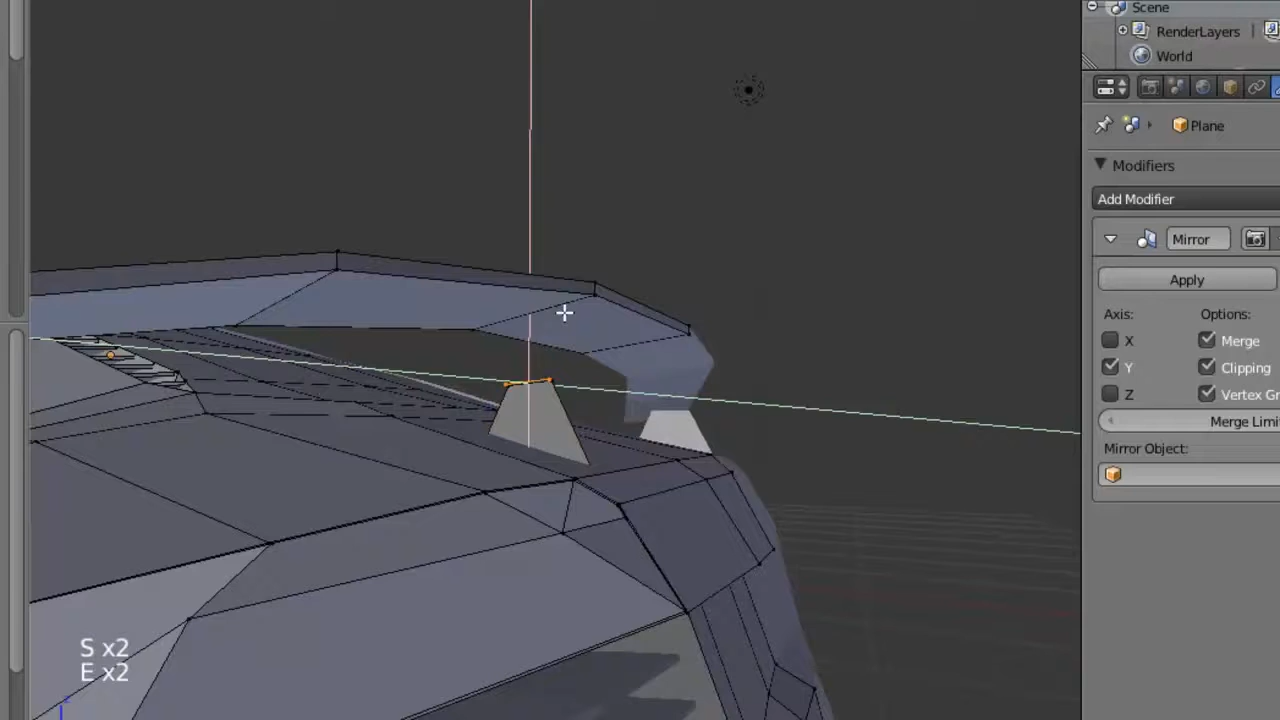 Scene
RenderLayers
World
Plane
Modifiers
Add Modifier
Mirror
Apply
Axis: Options:
X Merge
Y Clipping
Z Vertex Gr
Merge Limi
Mirror Object:
S x2
E x2